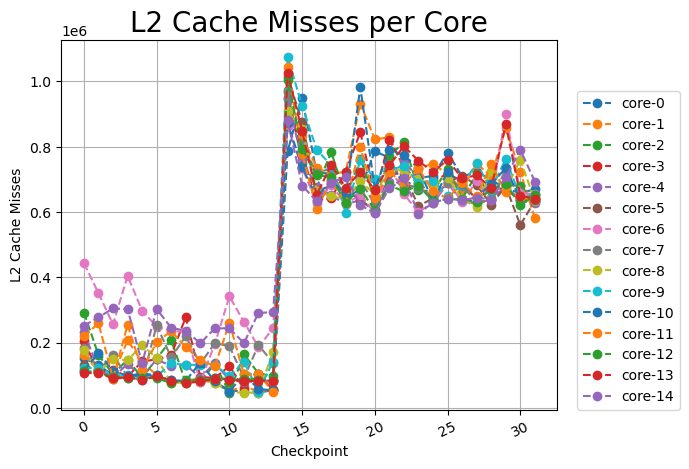 L2 Cache Misses per Core
1e6
1.0
0.8
0.6
0.4
0.2
0.0
L2 Cache Misses
0
5
10
15
20
25
30
Checkpoint
core-0
core-1
core-2
core-3
core-4
core-5
core-6
core-7
core-8
core-9
core-10
core-11
core-12
core-13
core-14